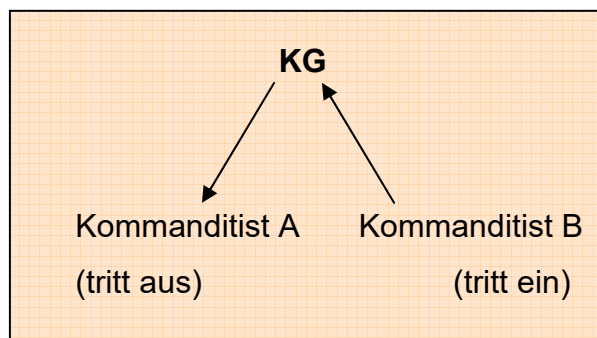 KG
Kommanditist A Kommanditist B
(tritt aus) (tritt ein)